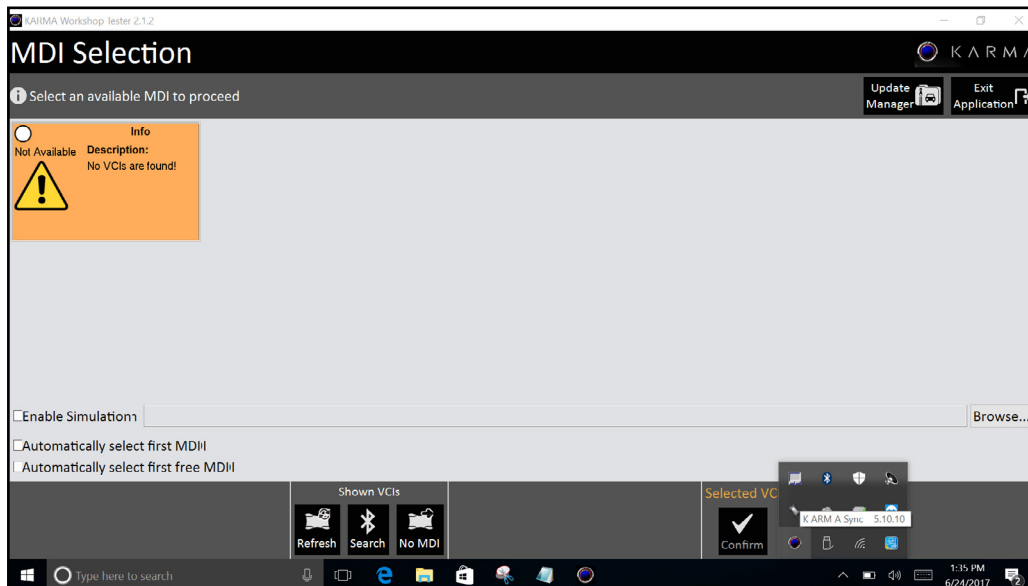 KARMA Workshop Tester 2.1.2
MDI Selection
KARMA
Select an available MDI to proceed
Update
Manager
Exit
Application
Info
Not Available
Description:
No VCIs are found!
Enable Simulation
Browse...
Automatically select first MDI
Automatically select first free MDI
Shown VCIs
Refresh
Search
No MDI
Selected VC
Confirm
KARMA Sync 5.10.10
Type here to search
1:35 PM
6/24/2017